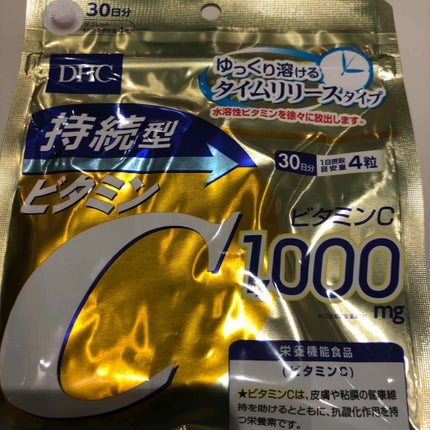 30日分
DHC
ゆっくり溶ける
タイムリリースタイプ
水溶性ビタミンを徐々に放出します。
持続型
30日分 1日摂取目安量 4粒
ビタミン
C
ビタミンC
1000
mg
栄養機能食品
(ビタミンC)
★ビタミンCは、皮膚や粘膜の健康維
持を助けるとともに、抗酸化作用を持
つ栄養素です。